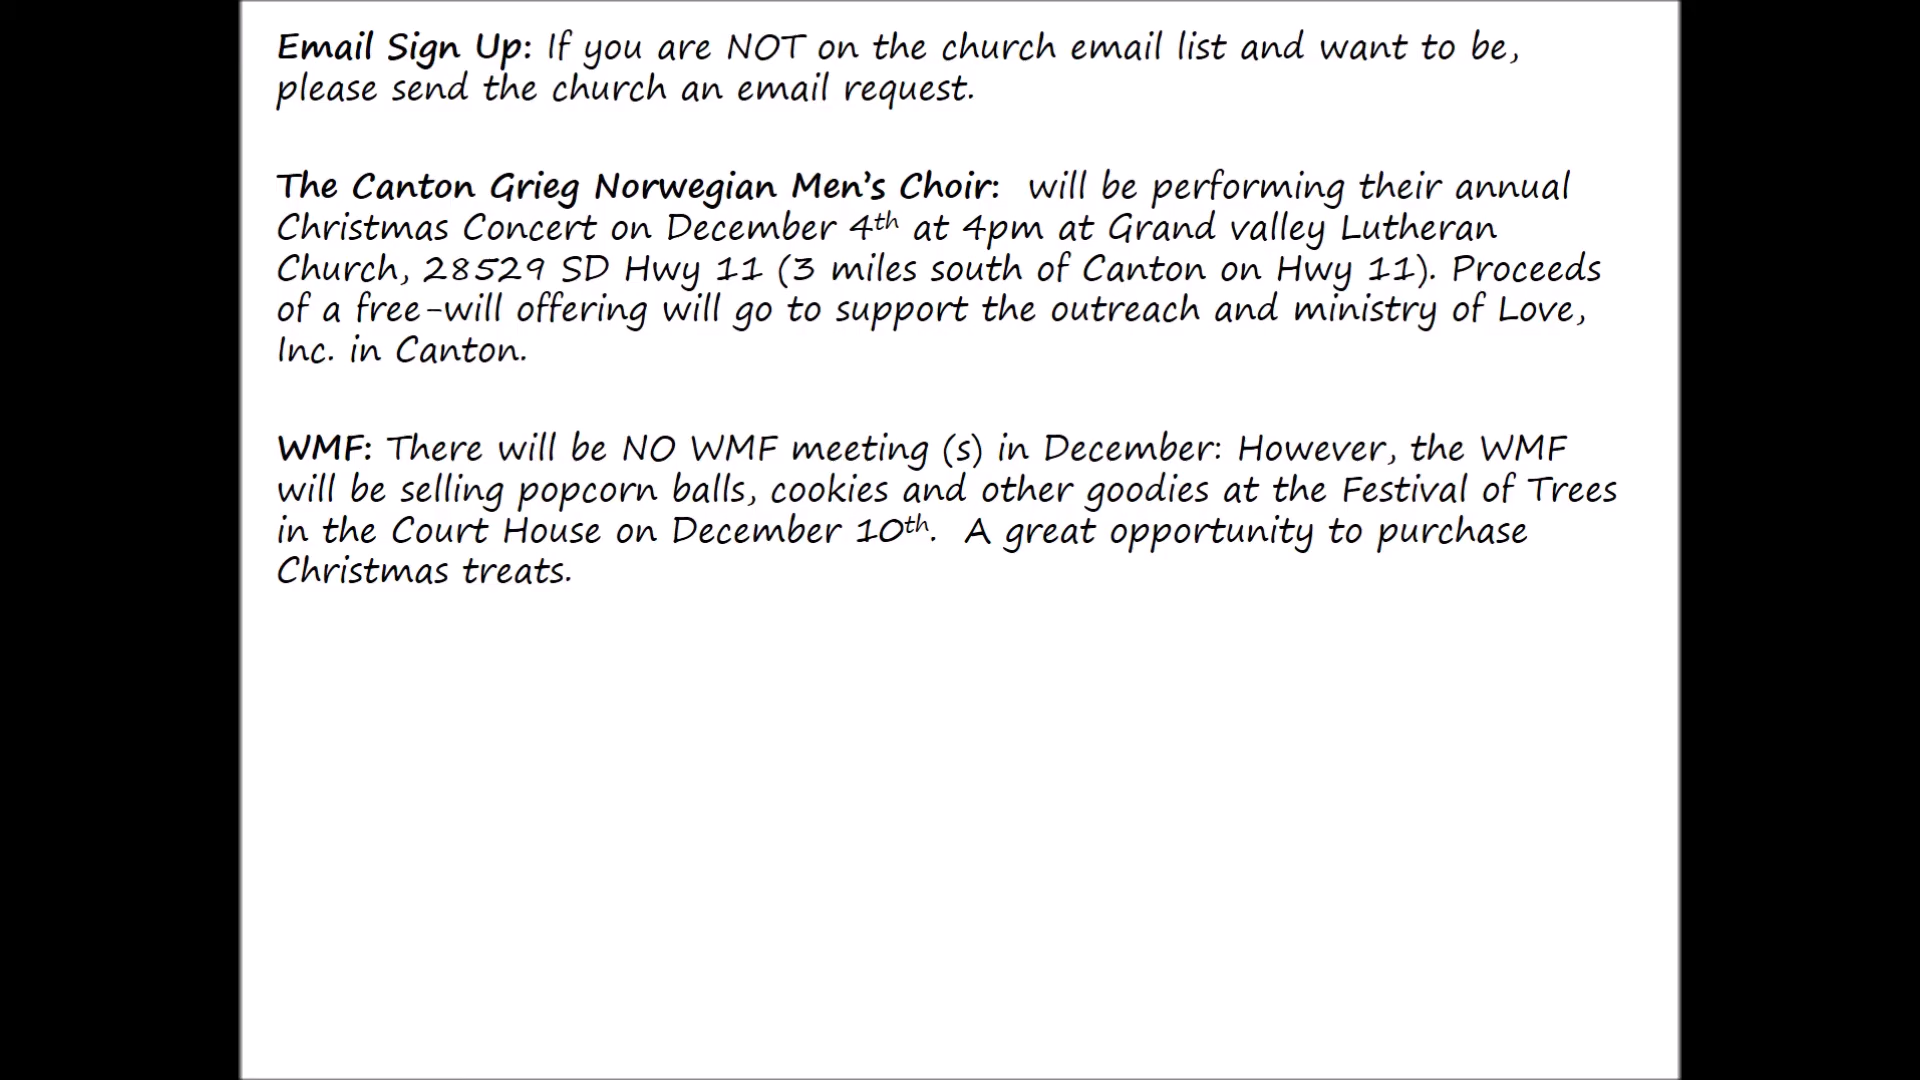 Email Sign Up: If you are NOT on the church email list and want to be,
please send the church an email request.
The Canton Grieg Norwegian Men's Choir:  will be performing their annual
Christmas Concert on December 4th at 4pm at Grand valley Lutheran
Church, 28529 SD Hwy 11 (3 miles south of Canton on Hwy 11). Proceeds
of a free-will offering will go to support the outreach and ministry of Love,
Inc. in Canton.
WMF: There will be NO WMF meeting (s) in December: However, the WMF
will be selling popcorn balls, cookies and other goodies at the Festival of Trees
in the Court House on December 10th.  A great opportunity to purchase
Christmas treats.